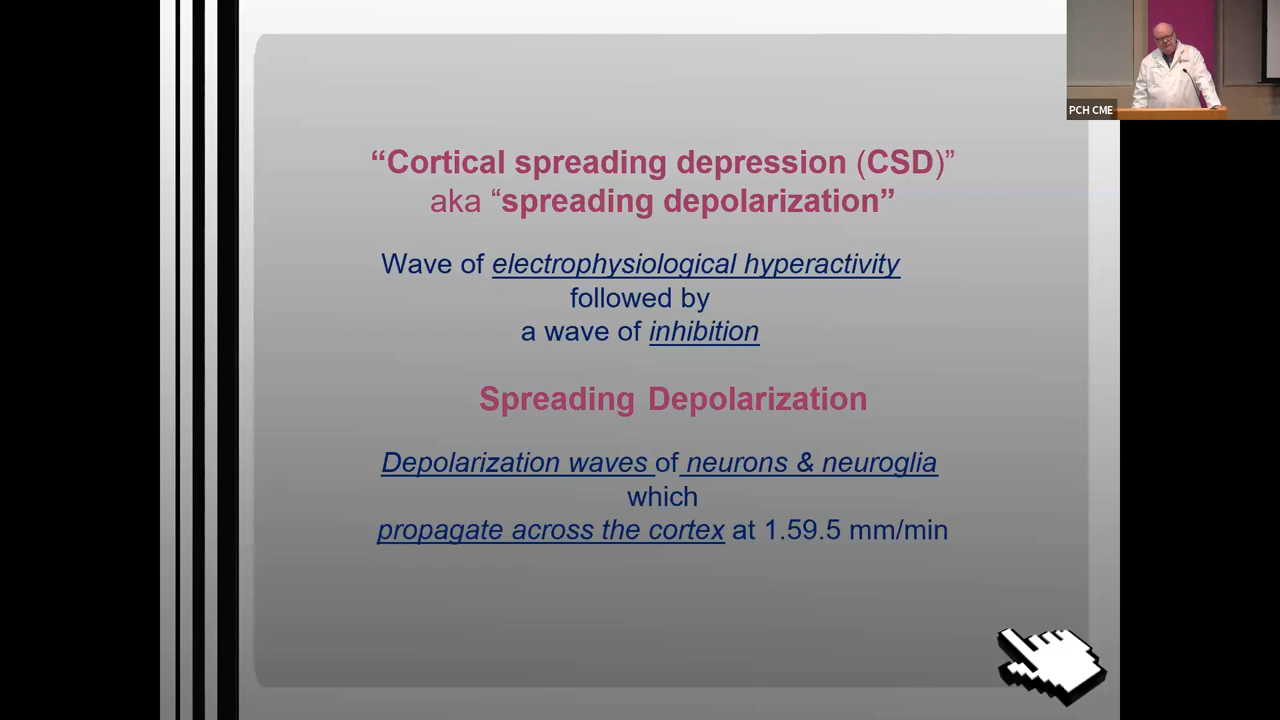 “Cortical spreading depression (CSD)”
aka “spreading depolarization”
Wave of electrophysiological hyperactivity
followed by
a wave of inhibition
Spreading Depolarization
Depolarization waves of neurons & neuroglia
which
propagate across the cortex at 1.59.5 mm/min
PCH CME